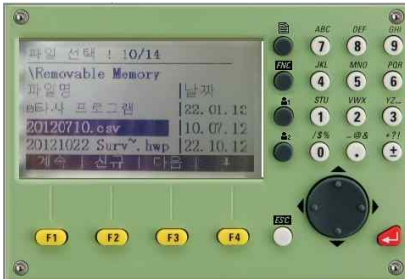 파일 선택 ! 10/14
\Removable Memory
파일명 |날짜
e타사 프로그램 |22.01.12
20120710.csv |10.07.12
20121022 Surv~.hwp |22.10.12
계속 | 신규 | 다음 | ↓
F1 F2 F3 F4
ABC DEF GHI
7 8 9
FNC JKL MNO PQR
4 5 6
STU VWX YZ
1 2 3
/$% _@& *?!
0 . ±
ESC